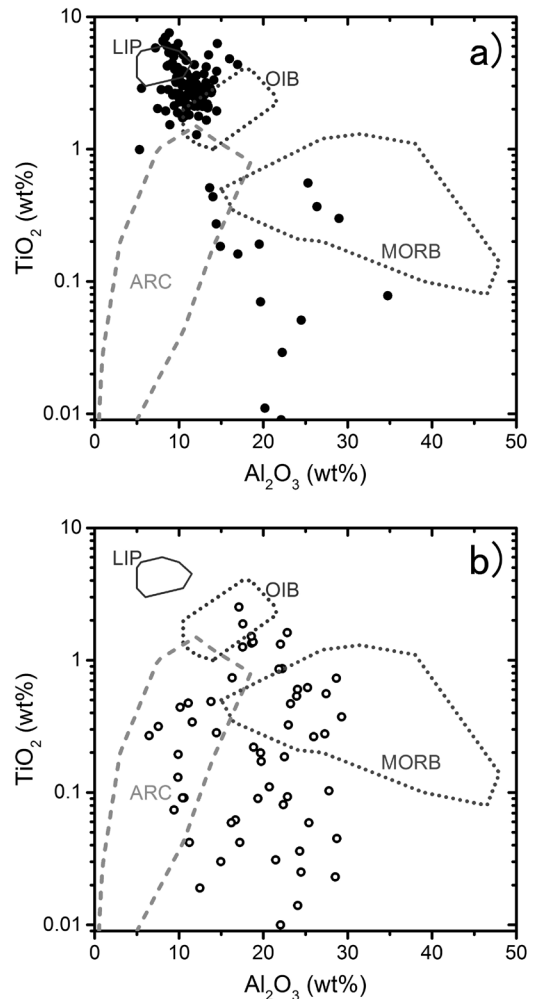 10
LIP
a)
OIB
1
TiO₂ (wt%)
MORB
0.1
ARC
0.01
0 10 20 30 40 50
Al₂O₃ (wt%)
10
LIP
b)
OIB
1
TiO₂ (wt%)
MORB
0.1
ARC
0.01
0 10 20 30 40 50
Al₂O₃ (wt%)